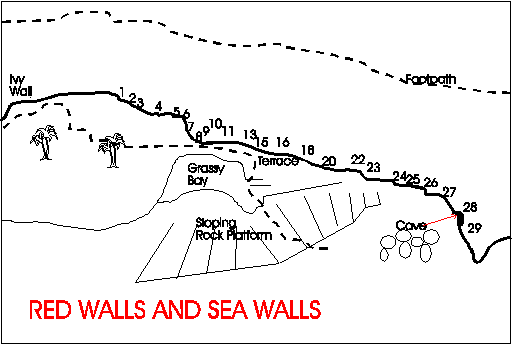 Footpath
Ivy
Wall
1
2
3
4
5
6
7
8
9
10
11
13
15
16
18
20
22
23
24
25
26
27
28
29
Terrace
Grassy
Bay
Sloping
Rock Platform
Cave
RED WALLS AND SEA WALLS